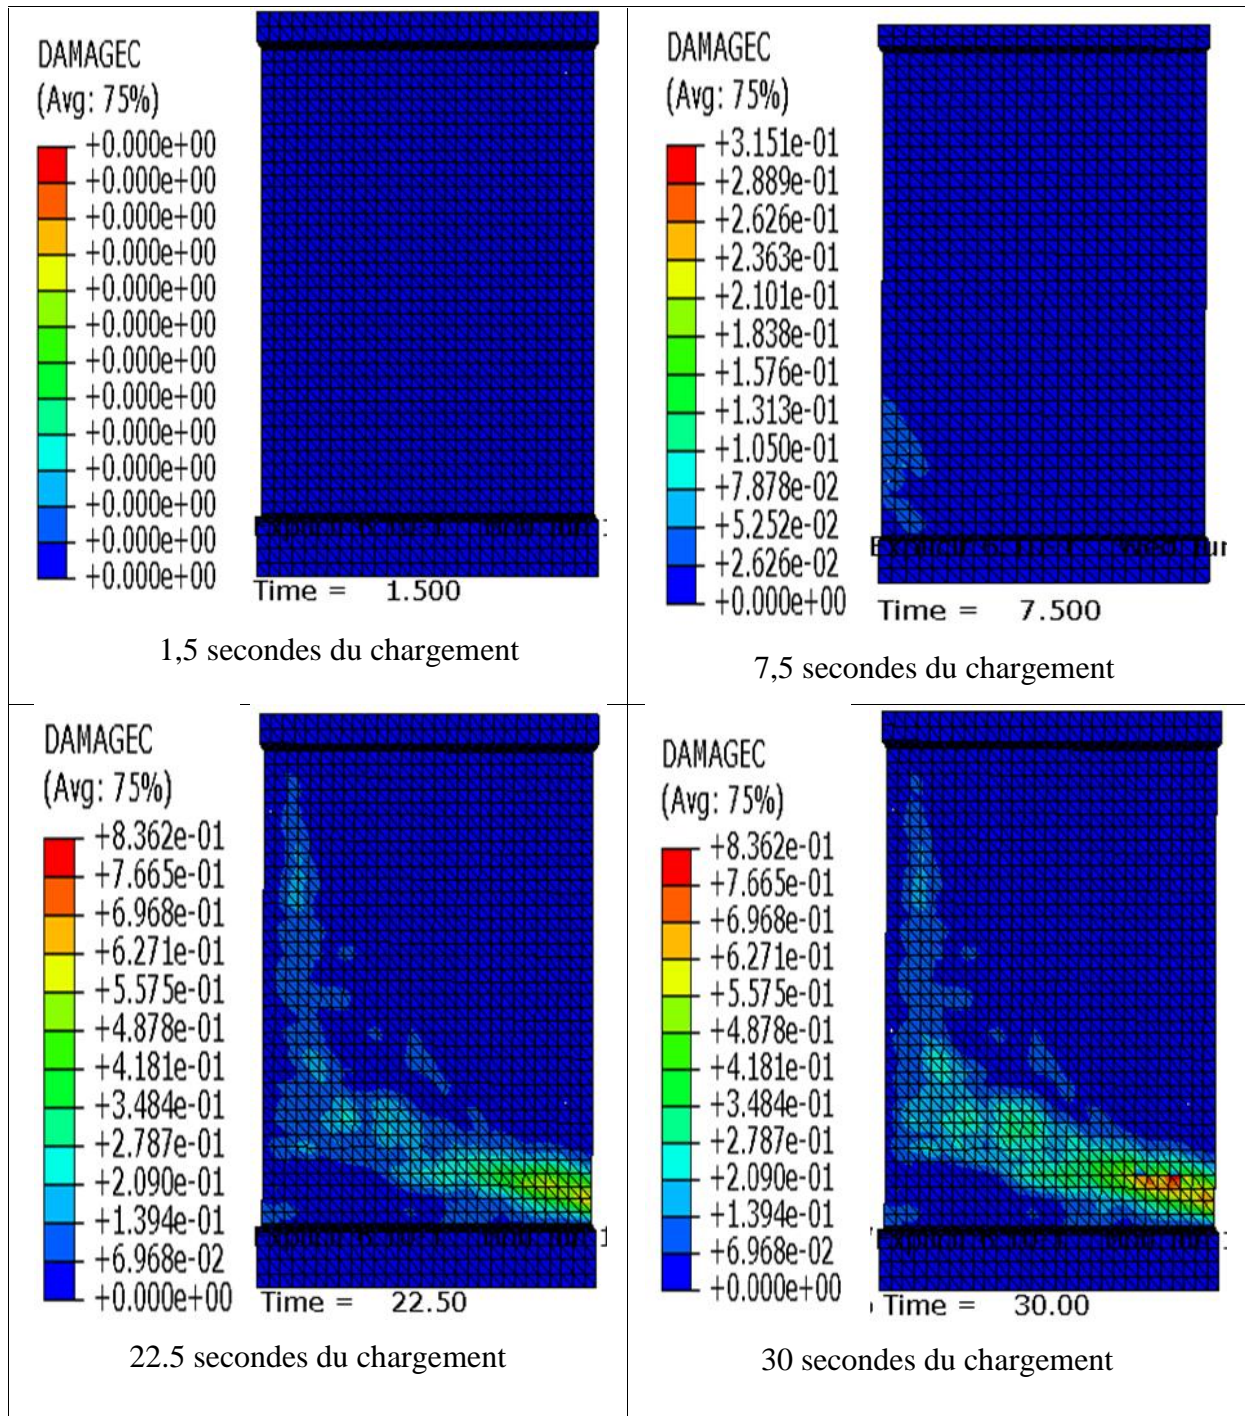 DAMAGEC
(Avg: 75%)
+0.000e+00
+0.000e+00
+0.000e+00
+0.000e+00
+0.000e+00
+0.000e+00
+0.000e+00
+0.000e+00
+0.000e+00
+0.000e+00
+0.000e+00
+0.000e+00
+0.000e+00
Time = 1.500
1,5 secondes du chargement
DAMAGEC
(Avg: 75%)
+3.151e-01
+2.889e-01
+2.626e-01
+2.363e-01
+2.101e-01
+1.838e-01
+1.576e-01
+1.313e-01
+1.050e-01
+7.878e-02
+5.252e-02
+2.626e-02
+0.000e+00
Time = 7.500
7,5 secondes du chargement
DAMAGEC
(Avg: 75%)
+8.362e-01
+7.665e-01
+6.968e-01
+6.271e-01
+5.575e-01
+4.878e-01
+4.181e-01
+3.484e-01
+2.787e-01
+2.090e-01
+1.394e-01
+6.968e-02
+0.000e+00
Time = 22.50
22.5 secondes du chargement
DAMAGEC
(Avg: 75%)
+8.362e-01
+7.665e-01
+6.968e-01
+6.271e-01
+5.575e-01
+4.878e-01
+4.181e-01
+3.484e-01
+2.787e-01
+2.090e-01
+1.394e-01
+6.968e-02
+0.000e+00
Time = 30.00
30 secondes du chargement